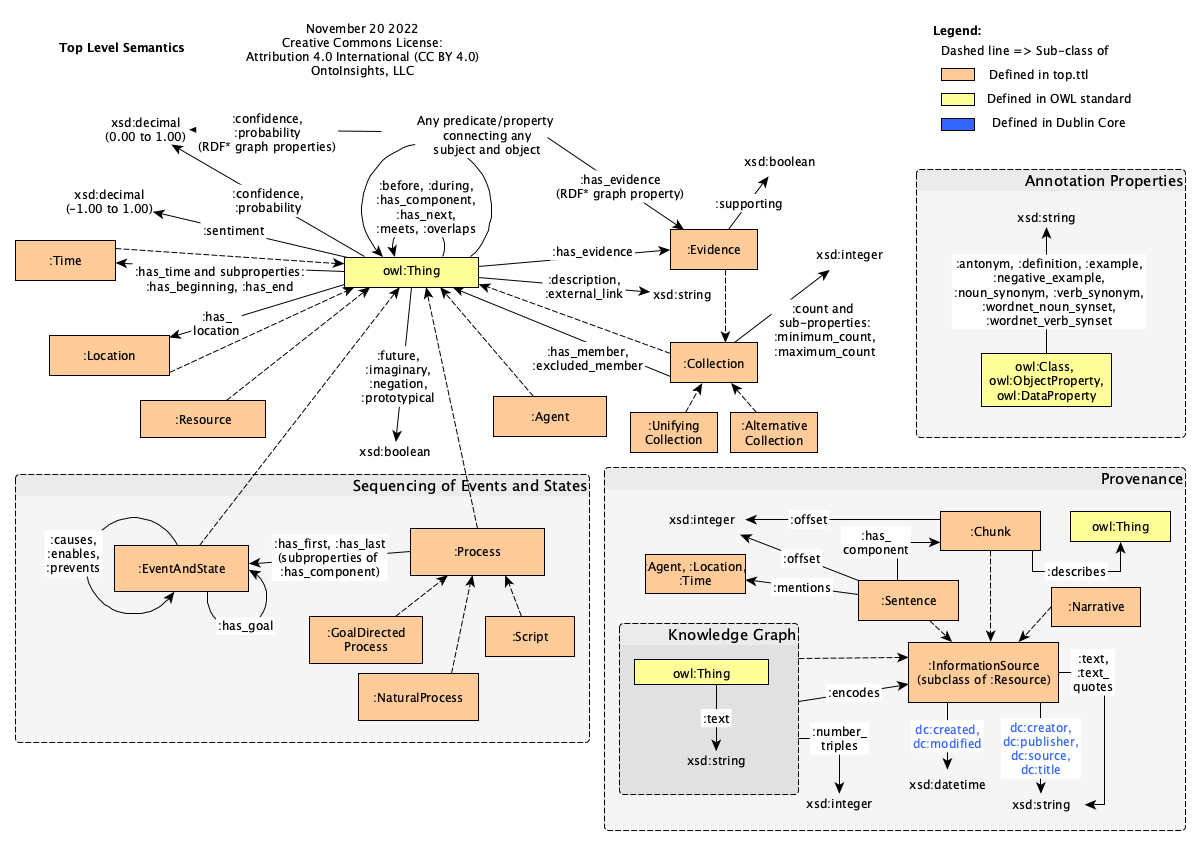 Top Level Semantics
November 20 2022
Creative Commons License:
Attribution 4.0 International (CC BY 4.0)
OntoInsights, LLC
Legend:
Dashed line => Sub-class of
Defined in top.ttl
Defined in OWL standard
Defined in Dublin Core
xsd:decimal
(0.00 to 1.00)
:confidence,
:probability
(RDF* graph properties)
Any predicate/property
connecting any
subject and object
xsd:boolean
:has_evidence
(RDF* graph property)
:supporting
xsd:decimal
(-1.00 to 1.00)
:confidence,
:probability
:before, :during,
:has_component,
:has_next,
:meets, :overlaps
:sentiment
:Time
:has_time and subproperties:
:has_beginning, :has_end
owl:Thing
:has_evidence
:Evidence
:description,
:external_link
xsd:string
xsd:integer
:has_
location
:Location
:count and
sub-properties:
:minimum_count,
:maximum_count
:future,
:imaginary,
:negation,
:prototypical
:has_member,
:excluded_member
:Collection
:Resource
:Agent
:Unifying
Collection
:Alternative
Collection
xsd:boolean
Annotation Properties
xsd:string
:antonym, :definition, :example,
:negative_example,
:noun_synonym, :verb_synonym,
:wordnet_noun_synset,
:wordnet_verb_synset
owl:Class,
owl:ObjectProperty,
owl:DataProperty
Sequencing of Events and States
:causes,
:enables,
:prevents
:EventAndState
:has_first, :has_last
(subproperties of
:has_component)
:Process
:has_goal
:GoalDirected
Process
:Script
:NaturalProcess
Provenance
xsd:integer
:offset
:Chunk
owl:Thing
:has_
component
:offset
:describes
:Agent, :Location,
:Time
:mentions
:Sentence
:Narrative
Knowledge Graph
owl:Thing
:text
xsd:string
:InformationSource
(subclass of :Resource)
:text,
:text_
quotes
:encodes
:number_
triples
xsd:integer
dc:created,
dc:modified
xsd:datetime
dc:creator,
dc:publisher,
dc:source,
dc:title
xsd:string